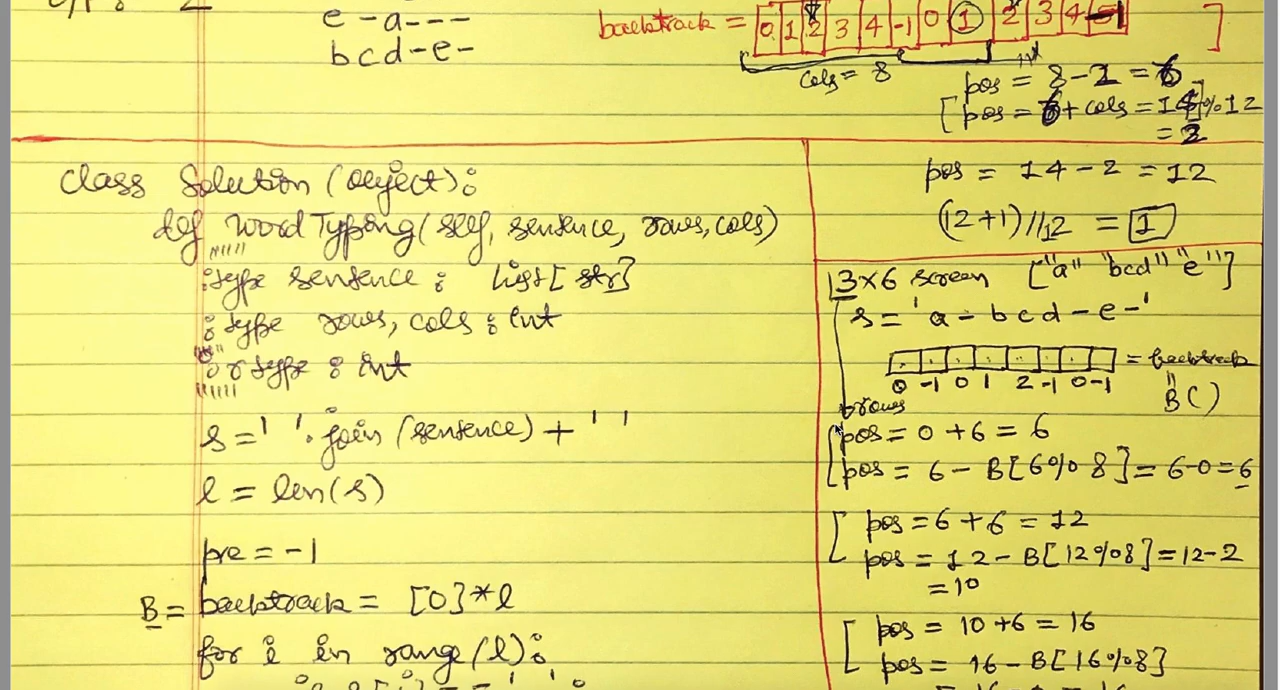 e - a - - -
b c d - e -
backtrack = [0 1 2 3 4 -1 0 1 2 3 4 -1]
cols = 8
pos = 8 - 2 = 6
[pos = 6 + cols = 14] % 12
= 2
pos = 14 - 2 = 12
(12+1)//12 = 1
class Solution (object):
def wordTyping(self, sentence, rows, cols)
""""""
:type sentence : List[str]
: type rows, cols : int
: rtype : int
""""""
s = ' '. join (sentence) + ' '
l = len(s)
pre = -1
B = backtrack = [0]*l
for i in range(l):
3x6 screen ["a" "bcd" "e"]
s = 'a - b c d - e - '
= backtrack
0 -1 0 1 2 -1 0 -1
B ( )
rows
pos = 0 + 6 = 6
pos = 6 - B[6%8] = 6-0 = 6
pos = 6 + 6 = 12
pos = 12 - B[12%8] = 12-2
= 10
pos = 10 + 6 = 16
pos = 16 - B[16%8]